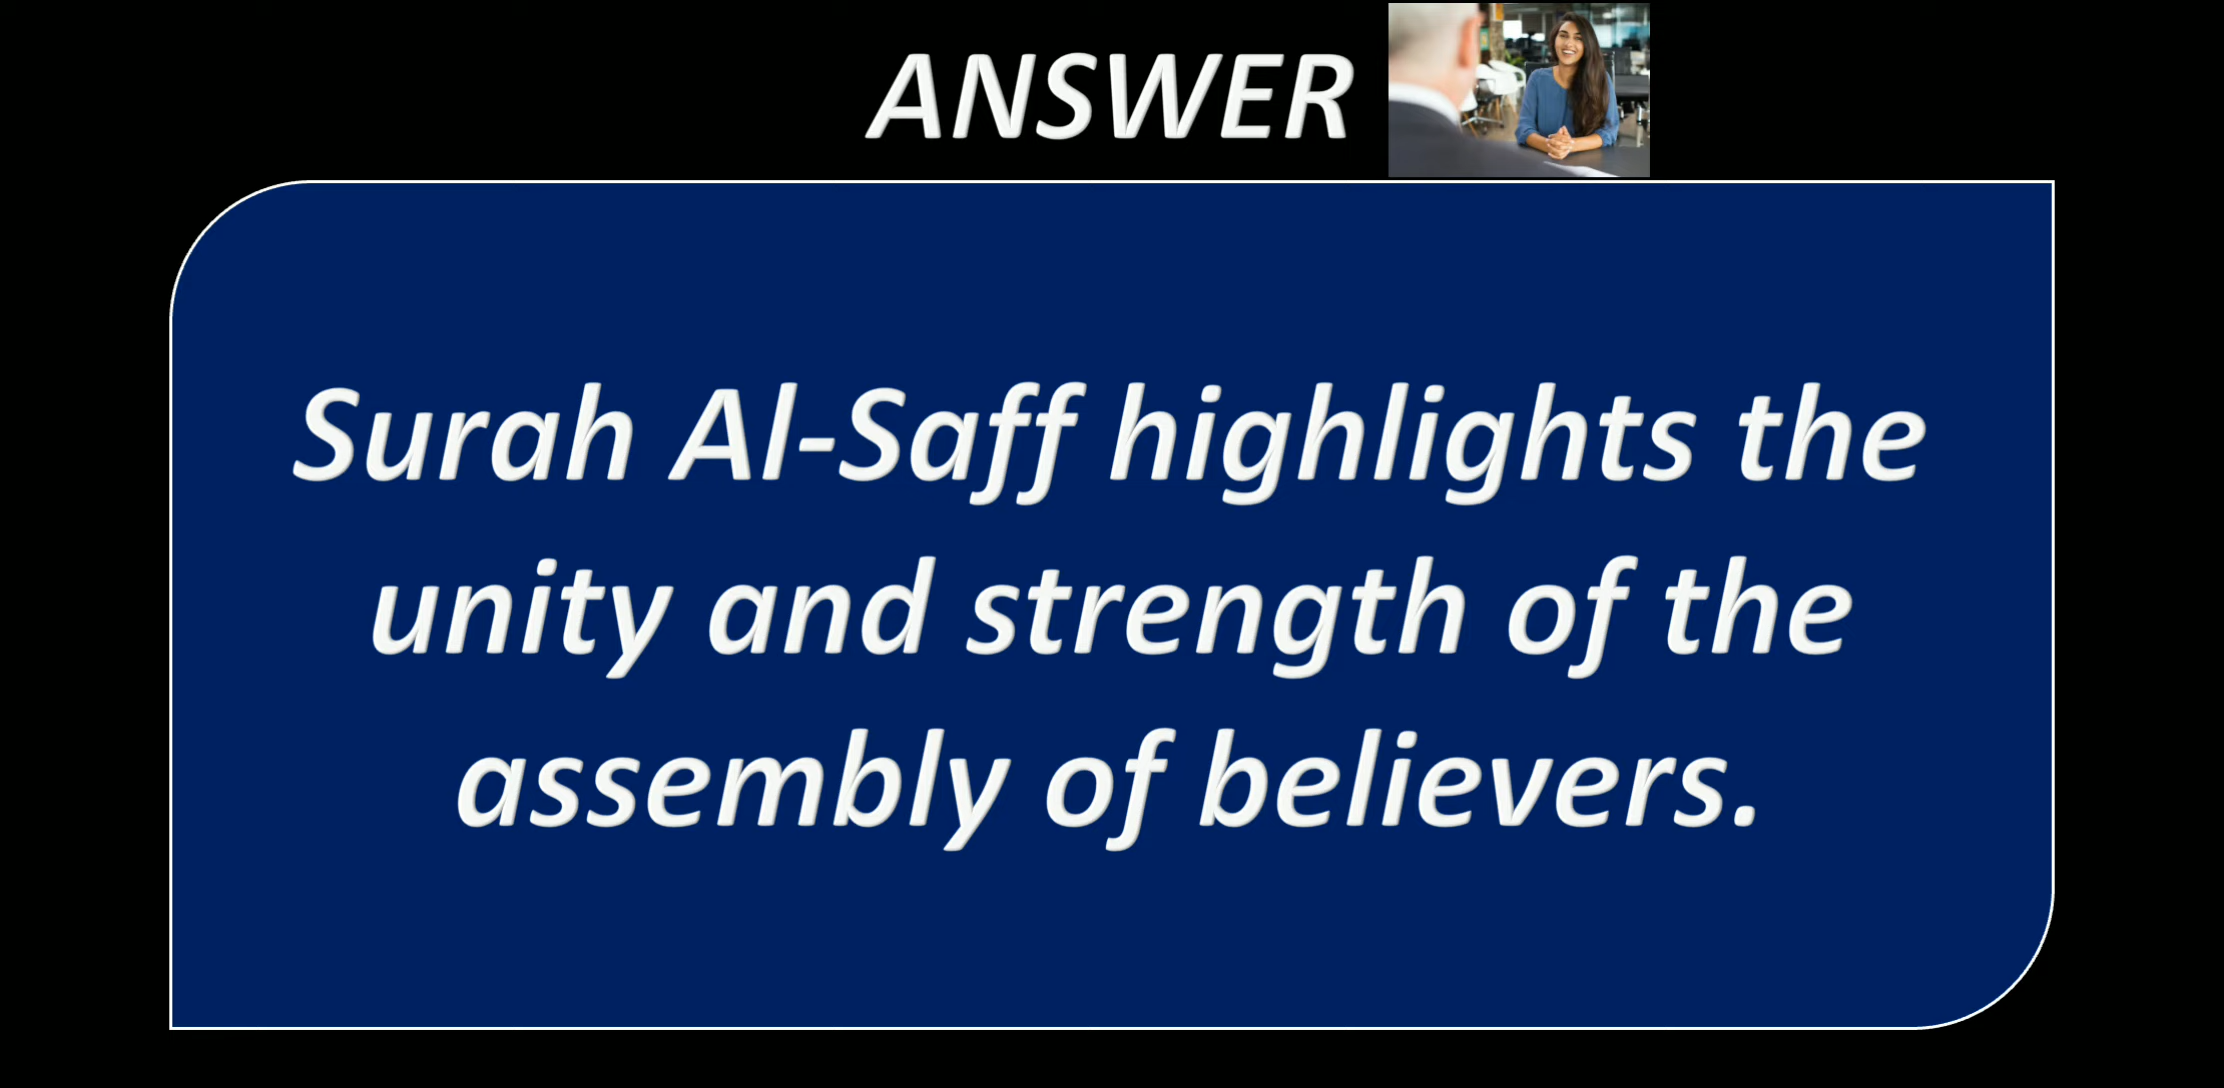 ANSWER
Surah Al-Saff highlights the
unity and strength of the
assembly of believers.